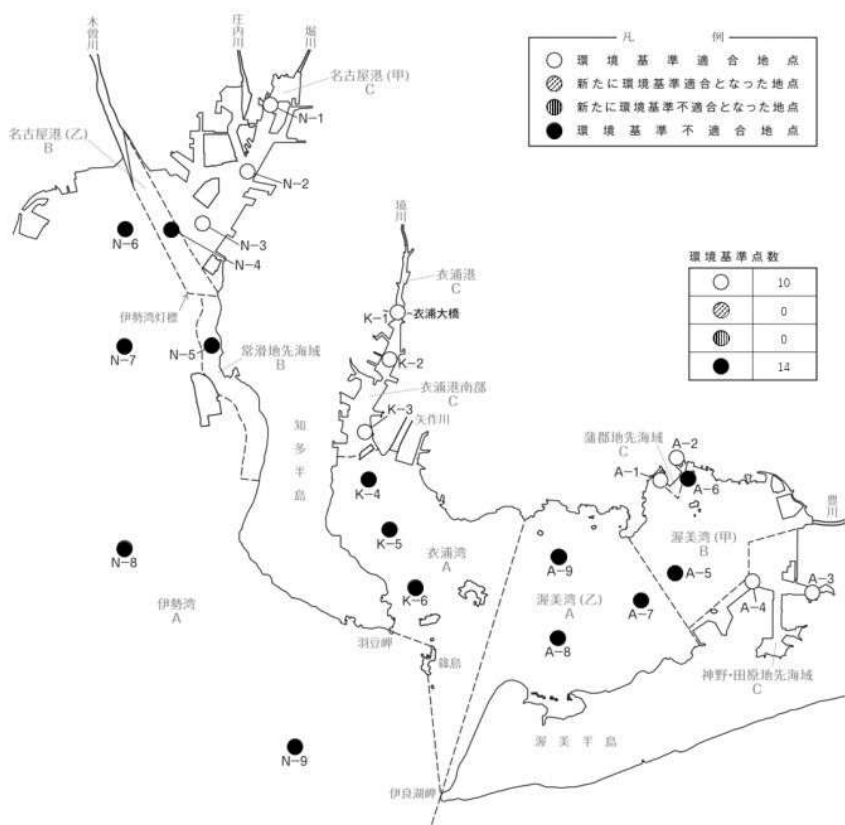 木曽川
庄内川
堀川
凡 例
環境基準適合地点
新たに環境基準適合となった地点
新たに環境基準不適合となった地点
環境基準不適合地点
名古屋港(甲)
C
N-1
名古屋港(乙)
B
N-2
N-3
N-4
N-6
境川
環境基準点数
10
0
0
14
衣浦港
C
伊勢湾灯標
K-1
衣浦大橋
N-7
N-5
常滑地先海域
B
K-2
衣浦港南部
C
K-3
矢作川
知多半島
蒲郡地先海域
C
A-2
A-1
A-6
K-4
豊川
K-5
渥美湾(甲)
B
N-8
衣浦湾
A
A-9
A-5
A-3
A-4
K-6
渥美湾(乙)
A
A-7
伊勢湾
A
羽豆岬
A-8
神野・田原地先海域
C
渥美半島
N-9
伊良湖岬